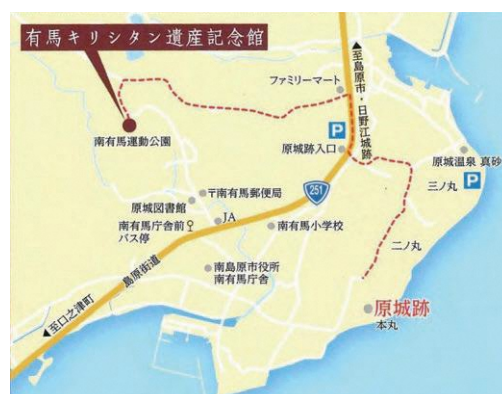 有馬キリシタン遺産記念館
▲至島原市・日野江城跡
ファミリーマート
南有馬運動公園
P
原城跡入口
原城温泉 真砂
P
251
三ノ丸
〒南有馬郵便局
原城図書館
JA
南有馬庁舎前
バス停
南有馬小学校
二ノ丸
島原街道
南島原市役所
南有馬庁舎
原城跡
本丸
▲至口之津町